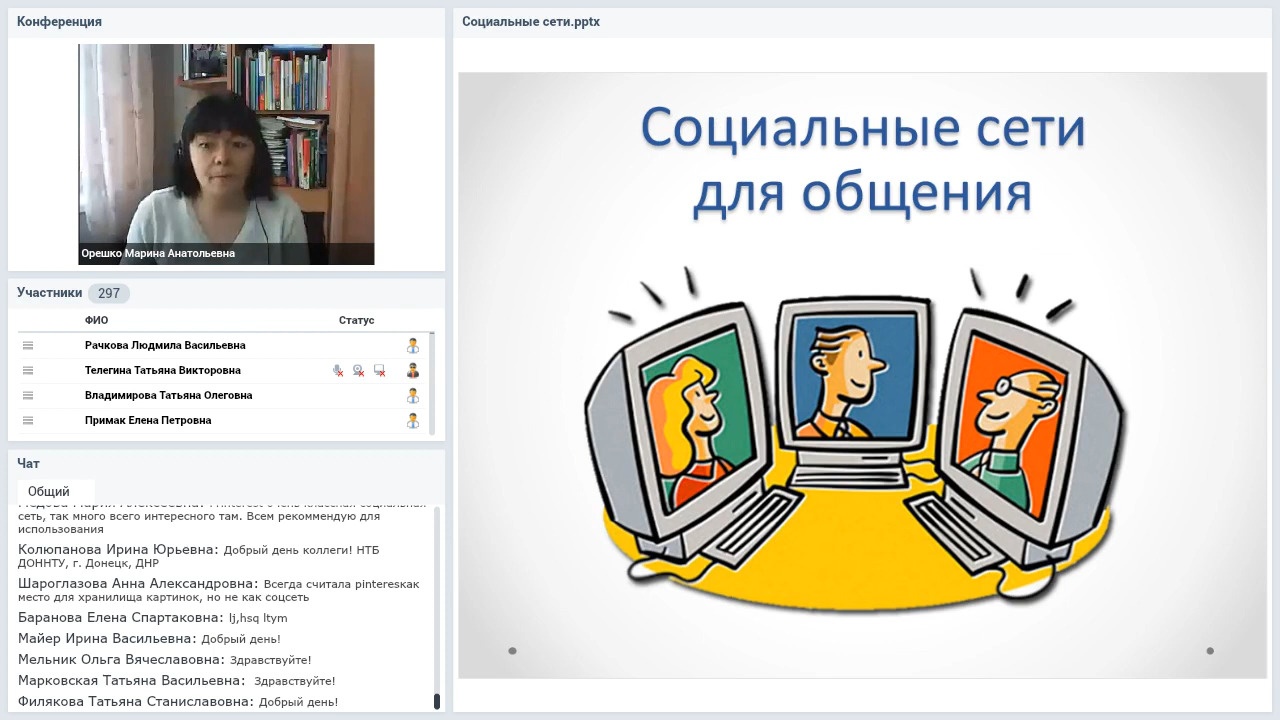 Конференция
Орешко Марина Анатольевна
Участники 297
ФИО Статус
Рачкова Людмила Васильевна
Телегина Татьяна Викторовна
Владимирова Татьяна Олеговна
Примак Елена Петровна
Чат
Общий
сеть, так много всего интересного там. Всем рекоммендую для
использования
Колюпанова Ирина Юрьевна: Добрый день коллеги! НТБ
ДОННТУ, г. Донецк, ДНР
Шароглазова Анна Александровна: Всегда считала pinteresкак
место для хранилища картинок, но не как соцсеть
Баранова Елена Спартаковна: lj,hsq ltym
Майер Ирина Васильевна: Добрый день!
Мельник Ольга Вячеславовна: Здравствуйте!
Марковская Татьяна Васильевна: Здравствуйте!
Филякова Татьяна Станиславовна: Добрый день!
Социальные сети.pptx
Социальные сети
для общения